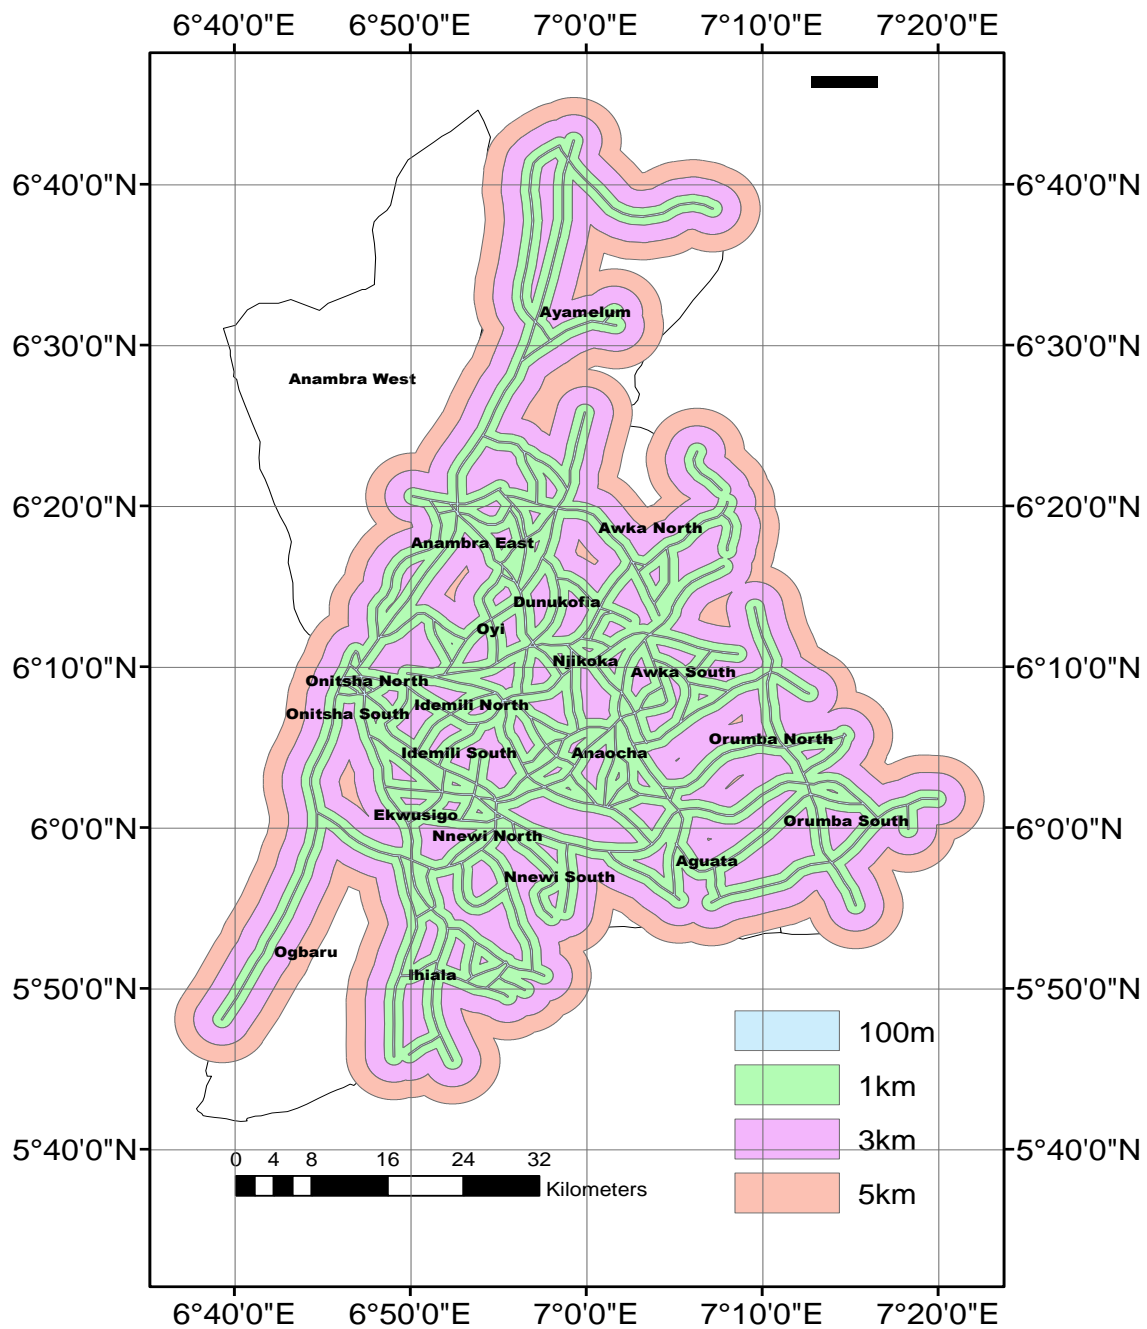 6°40'0"E 6°50'0"E 7°0'0"E 7°10'0"E 7°20'0"E
6°40'0"N 6°40'0"N
Ayamelum
6°30'0"N 6°30'0"N
Anambra West
6°20'0"N 6°20'0"N
Awka North
Anambra East
Dunukofia
Oyi
Njikoka
6°10'0"N 6°10'0"N
Awka South
Onitsha North
Idemili North
Onitsha South
Orumba North
Idemili South Anaocha
Ekwusigo
Orumba South
6°0'0"N 6°0'0"N
Nnewi North
Aguata
Nnewi South
Ogbaru
Ihiala
5°50'0"N 5°50'0"N
100m
1km
3km
5°40'0"N 5°40'0"N
0 4 8 16 24 32
Kilometers
5km
6°40'0"E 6°50'0"E 7°0'0"E 7°10'0"E 7°20'0"E